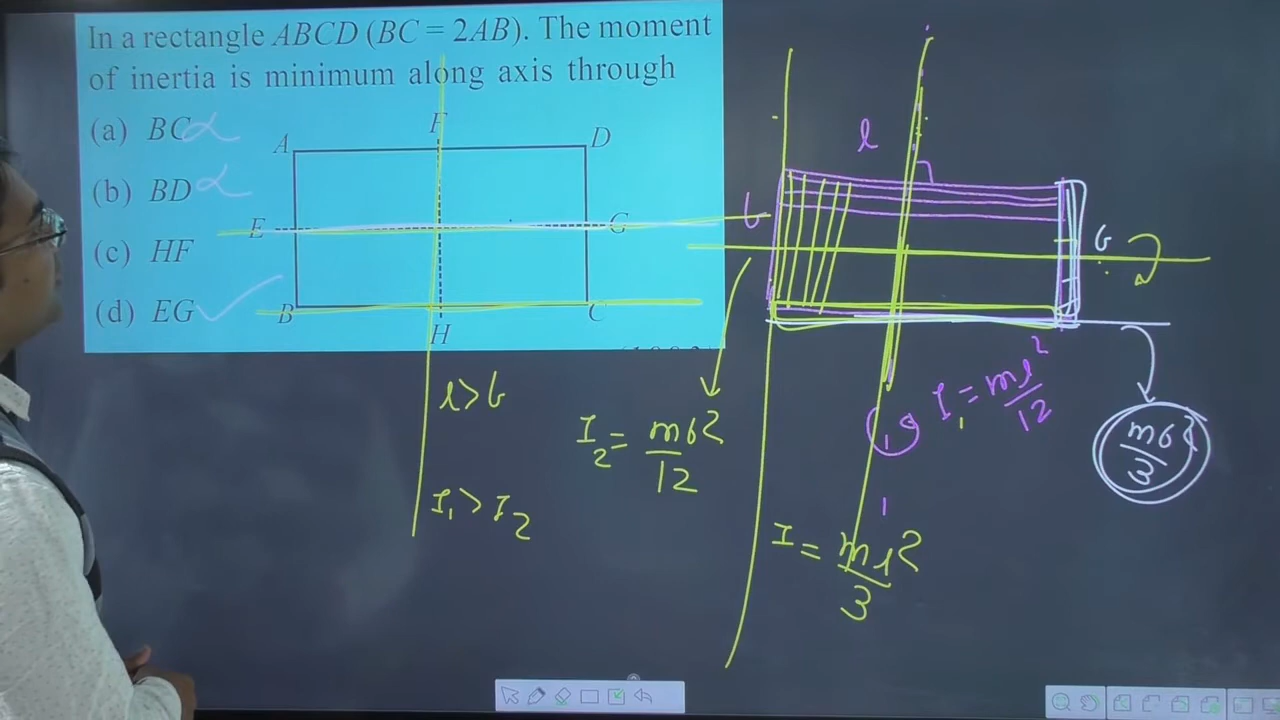 In a rectangle ABCD (BC = 2AB). The moment
of inertia is minimum along axis through
(a) BC
(b) BD
(c) HF
(d) EG
A
F
D
E
G
B
H
C
l
b
b
l > b
I₁ > I₂
I₂ = mb²/12
I₁ = ml²/12
mb²/3
I = ml²/3